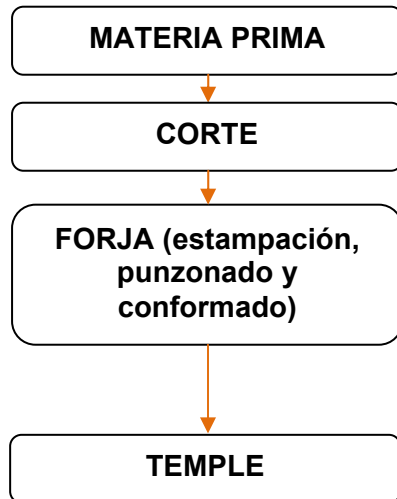 MATERIA PRIMA
CORTE
FORJA (estampación,
punzonado y
conformado)
TEMPLE